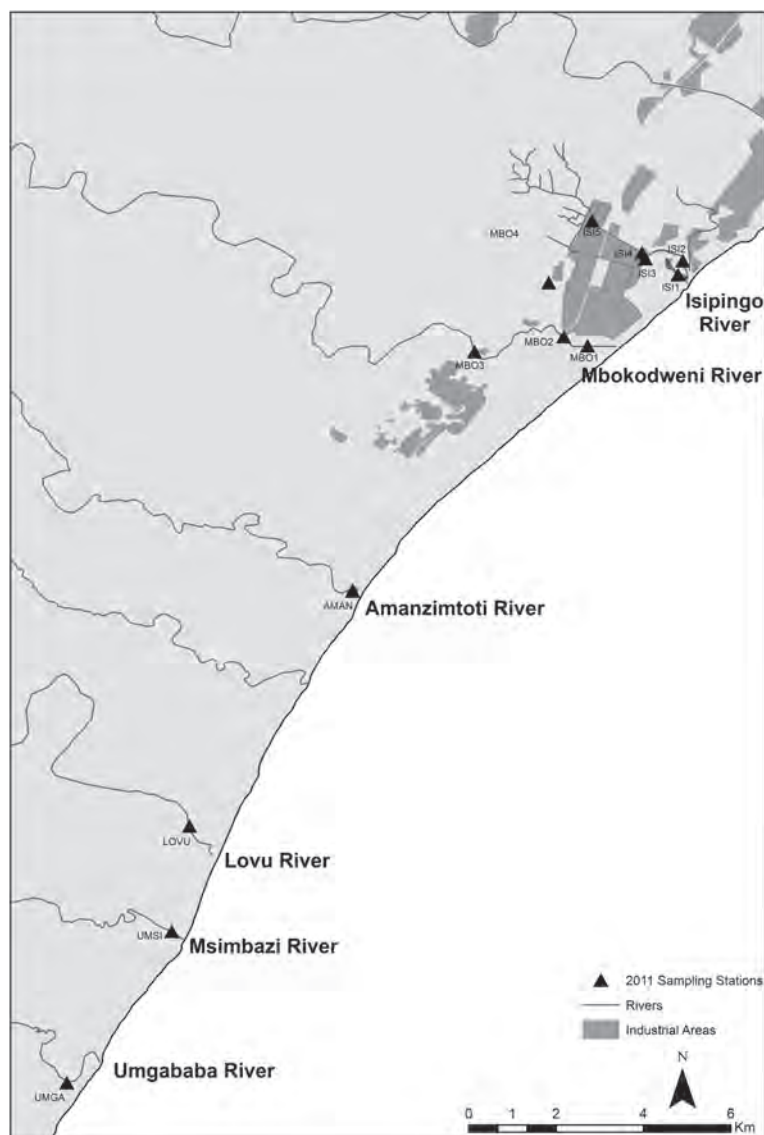 ISI5
MBO4
ISI4
ISI2
ISI3
ISI1
Isipingo
River
MBO2
MBO1
MBO3
Mbokodweni River
AMAN
Amanzimtoti River
LOVU
Lovu River
UMSI
Msimbazi River
2011 Sampling Stations
Rivers
Industrial Areas
Umgababa River
UMGA
N
0 1 2 4 6
Km